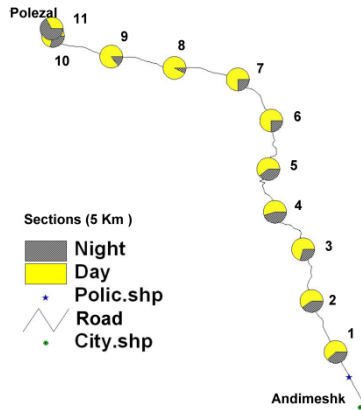 Polezal
11
10
9
8
7
6
5
4
3
2
1
Sections (5 Km )
Night
Day
Polic.shp
Road
City.shp
Andimeshk